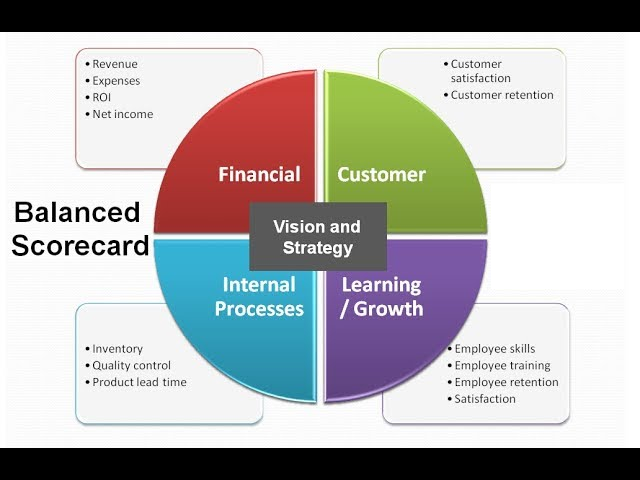 • Revenue
• Expenses
• ROI
• Net income
• Customer
satisfaction
• Customer retention
Financial
Customer
Balanced
Scorecard
Vision and
Strategy
Internal
Processes
Learning
/ Growth
• Inventory
• Quality control
• Product lead time
• Employee skills
• Employee training
• Employee retention
• Satisfaction